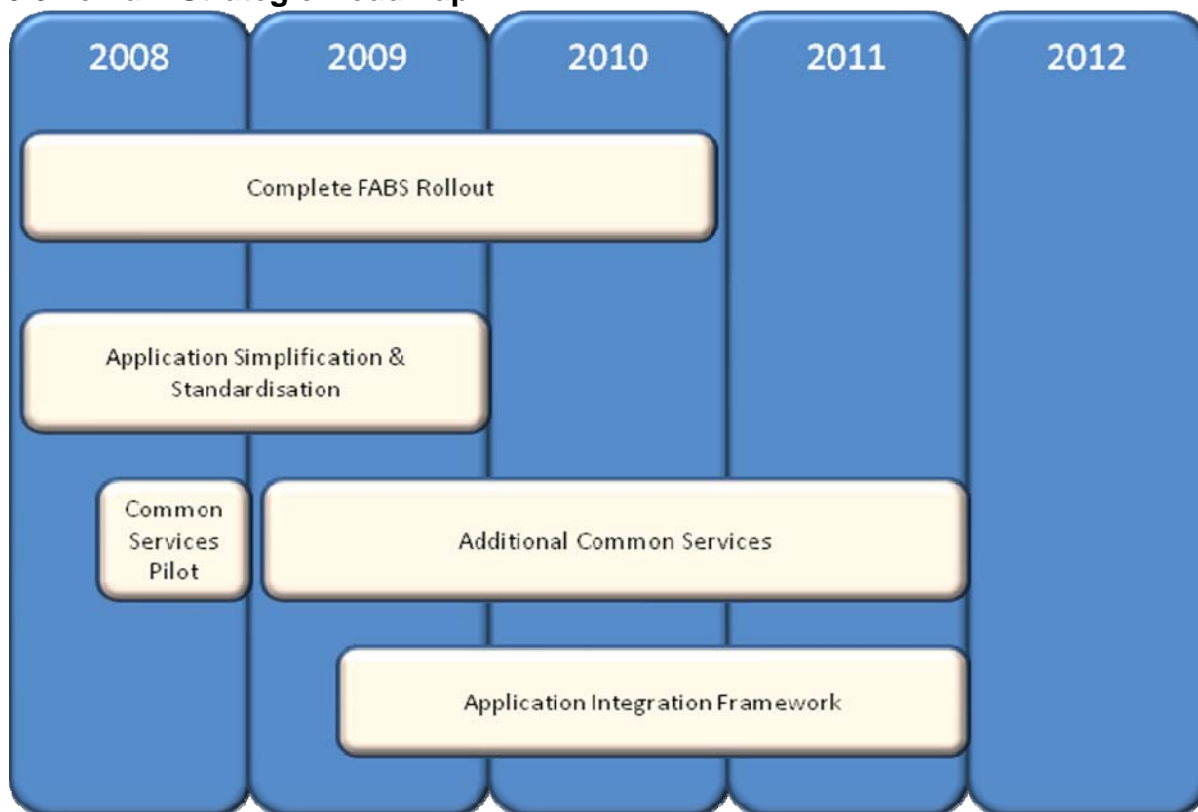 2008 2009 2010 2011 2012
Complete FABS Rollout
Application Simplification &
Standardisation
Common
Services
Pilot
Additional Common Services
Application Integration Framework